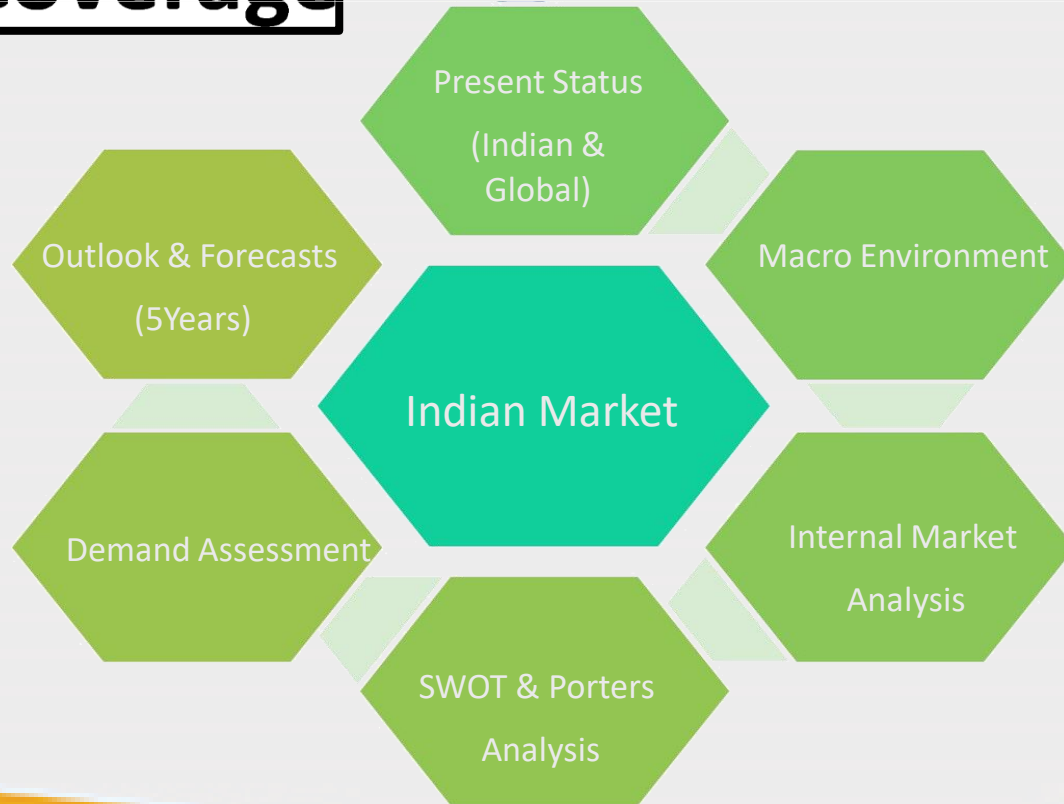 Coverage
Present Status
(Indian &
Global)
Macro Environment
Internal Market
Analysis
SWOT & Porters
Analysis
Demand Assessment
Outlook & Forecasts
(5Years)
Indian Market